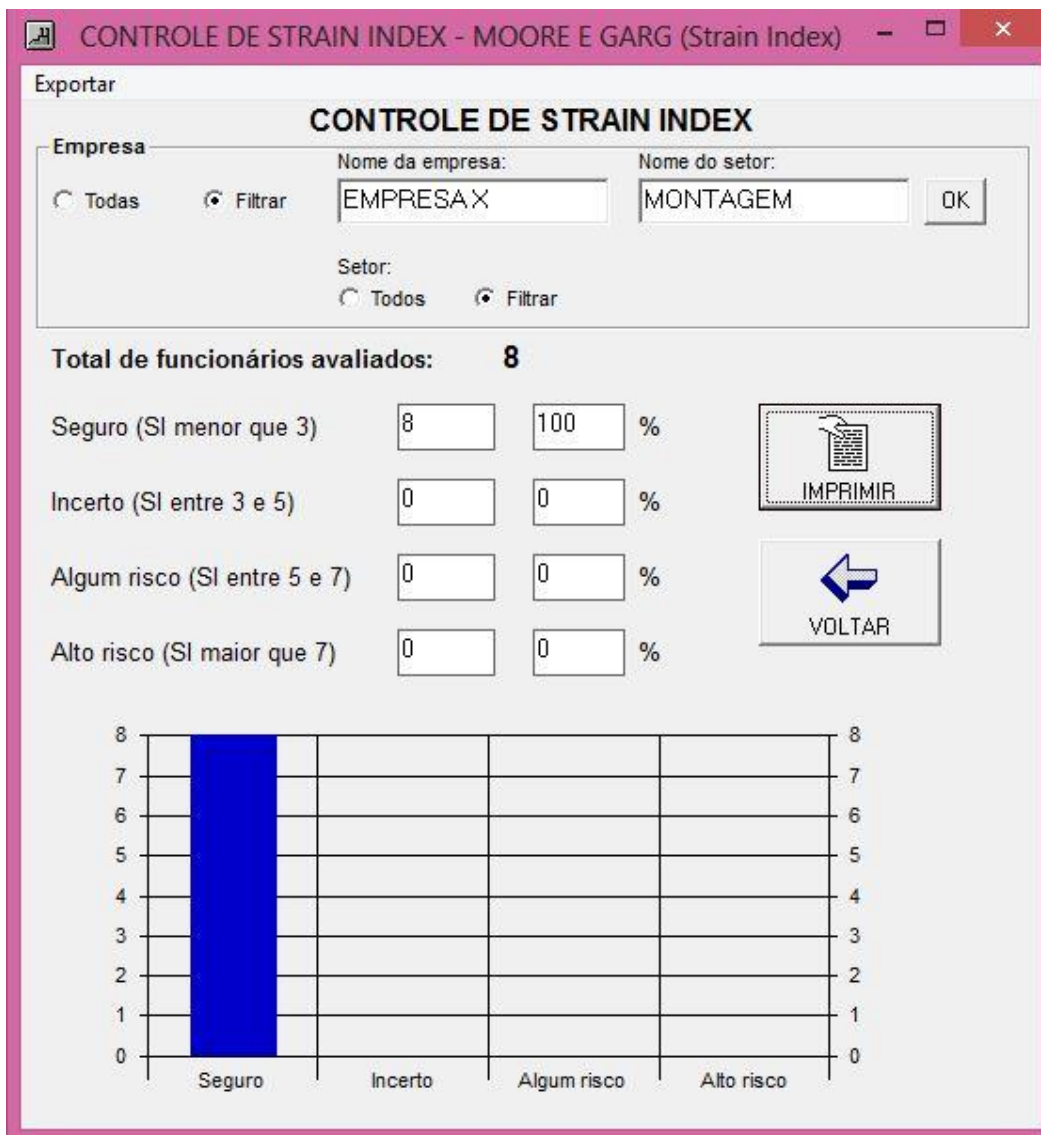 CONTROLE DE STRAIN INDEX - MOORE E GARG (Strain Index)
Exportar
CONTROLE DE STRAIN INDEX
Empresa
Nome da empresa: Nome do setor:
Todas Filtrar EMPRESA X MONTAGEM OK
Setor:
Todos Filtrar
Total de funcionários avaliados: 8
Seguro (SI menor que 3) 8 100 %
Incerto (SI entre 3 e 5) 0 0 %
IMPRIMIR
Algum risco (SI entre 5 e 7) 0 0 %
VOLTAR
Alto risco (SI maior que 7) 0 0 %
8 8
7 7
6 6
5 5
4 4
3 3
2 2
1 1
0 0
Seguro Incerto Algum risco Alto risco